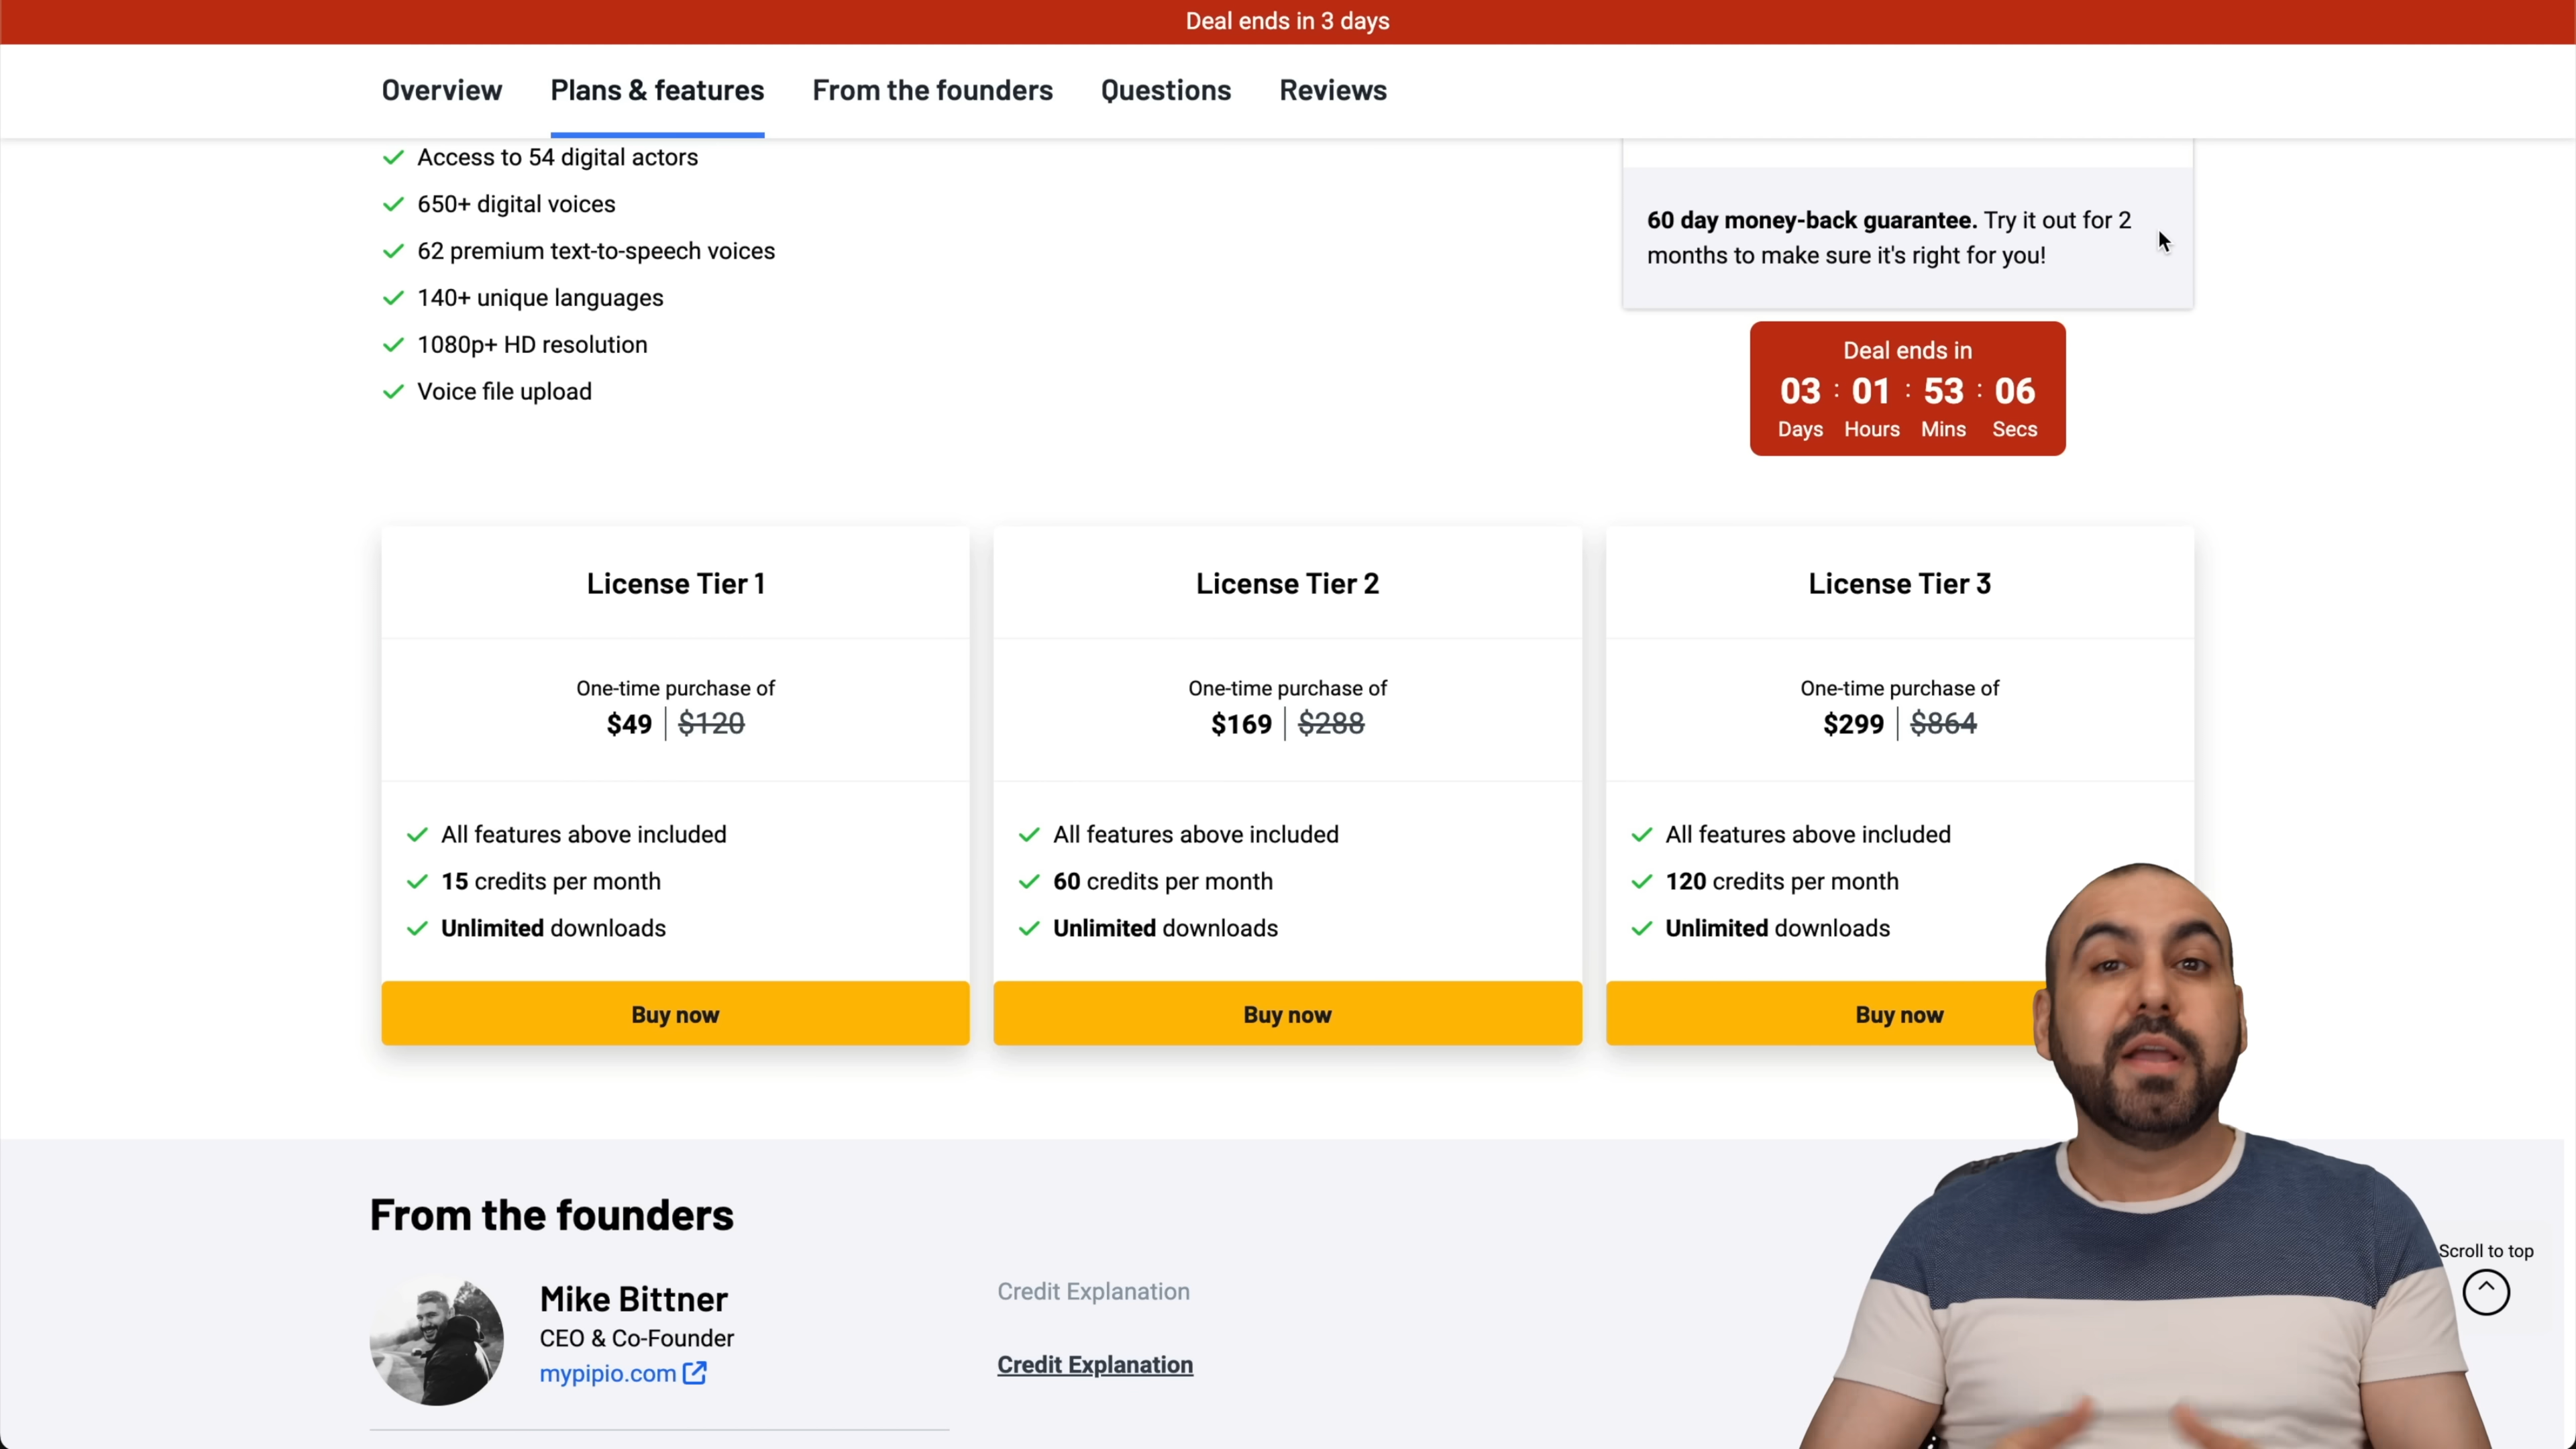 Deal ends in 3 days
Overview
Plans & features
From the founders
Questions
Reviews
Access to 54 digital actors
650+ digital voices
62 premium text-to-speech voices
140+ unique languages
1080p+ HD resolution
Voice file upload
60 day money-back guarantee. Try it out for 2
months to make sure it's right for you!
Deal ends in
03 : 01 : 53 : 06
Days Hours Mins Secs
License Tier 1
One-time purchase of
$49 | $120
All features above included
15 credits per month
Unlimited downloads
Buy now
License Tier 2
One-time purchase of
$169 | $288
All features above included
60 credits per month
Unlimited downloads
Buy now
License Tier 3
One-time purchase of
$299 | $864
All features above included
120 credits per month
Unlimited downloads
Buy now
From the founders
Mike Bittner
CEO & Co-Founder
mypipio.com
Credit Explanation
Credit Explanation
Scroll to top